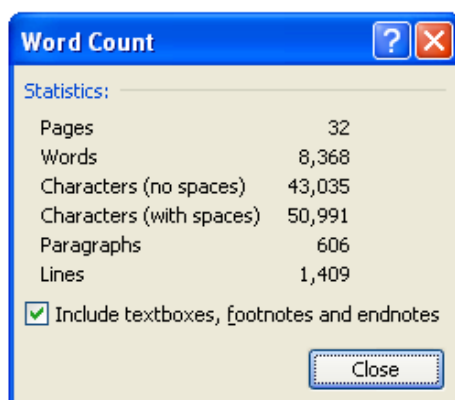 Word Count
Statistics:
Pages 32
Words 8,368
Characters (no spaces) 43,035
Characters (with spaces) 50,991
Paragraphs 606
Lines 1,409
Include textboxes, footnotes and endnotes
Close